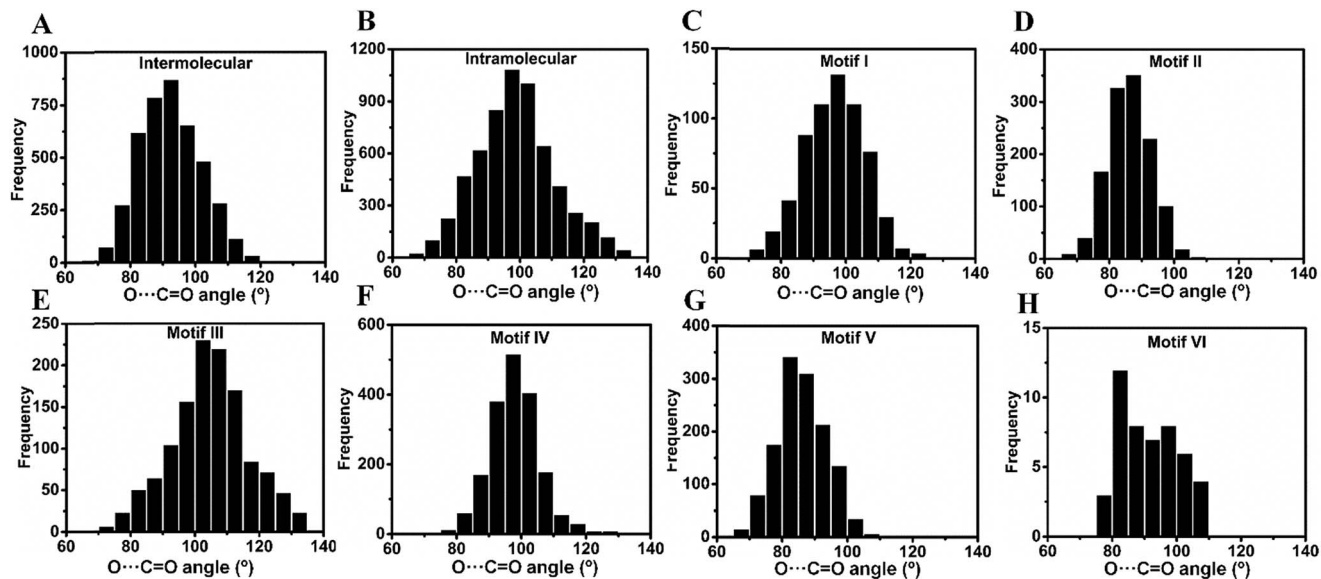 A
Intermolecular
Frequency
1000
750
500
250
0
60 80 100 120 140
O···C=O angle (º)
B
Intramolecular
Frequency
1200
900
600
300
0
60 80 100 120 140
O···C=O angle (º)
C
Motif I
Frequency
150
100
50
0
60 80 100 120 140
O···C=O angle (º)
D
Motif II
Frequency
400
300
200
100
0
60 80 100 120 140
O···C=O angle (º)
E
Motif III
Frequency
250
200
150
100
50
0
60 80 100 120 140
O···C=O angle (º)
F
Motif IV
Frequency
600
400
200
0
60 80 100 120 140
O···C=O angle (º)
G
Motif V
Frequency
400
300
200
100
0
60 80 100 120 140
O···C=O angle (º)
H
Motif VI
Frequency
15
10
5
0
60 80 100 120 140
O···C=O angle (º)